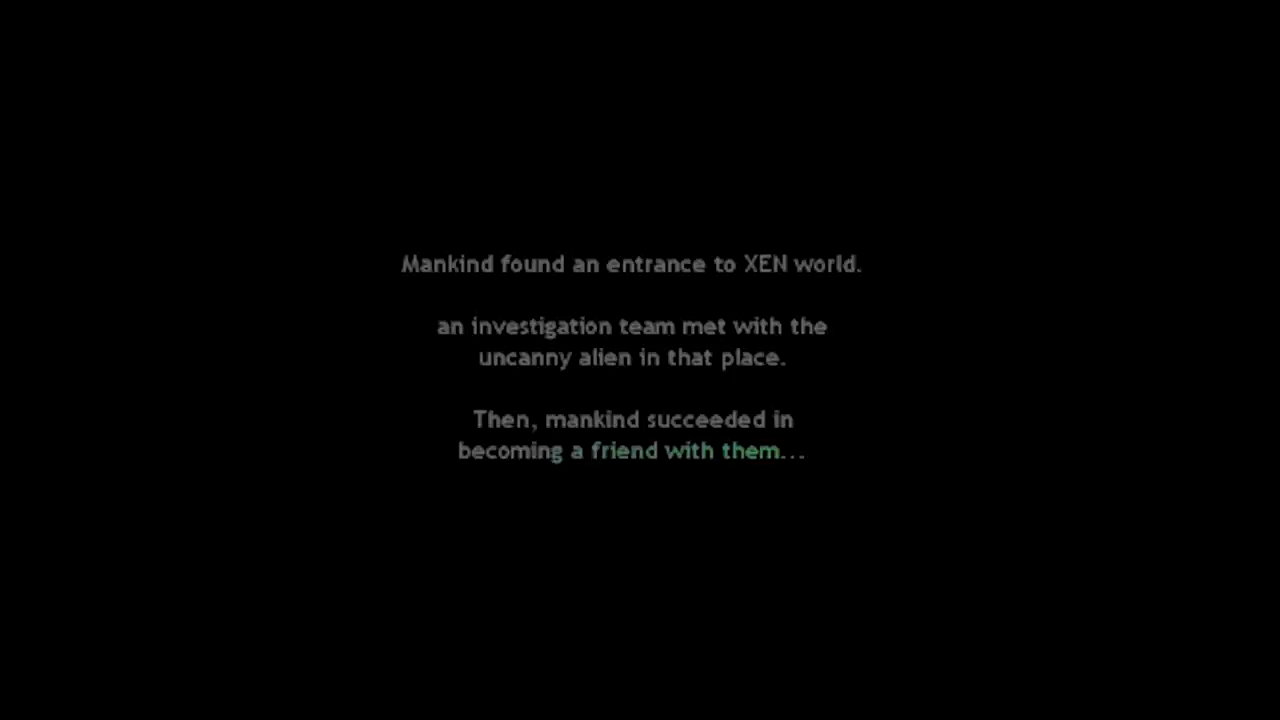 Mankind found an entrance to XEN world.
an investigation team met with the
uncanny alien in that place.
Then, mankind succeeded in
becoming a friend with them...